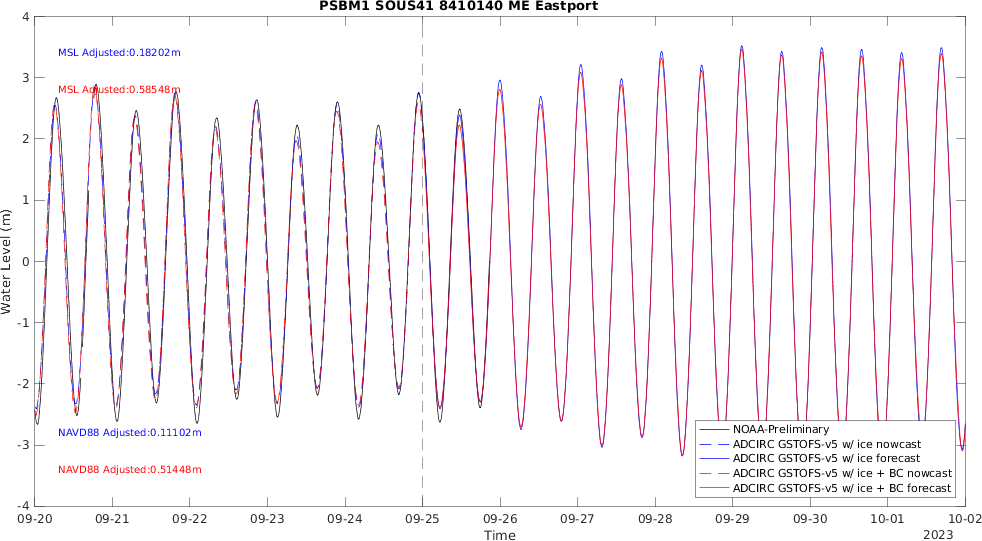 PSBM1 SOUS41 8410140 ME Eastport
4
3
2
1
0
-1
-2
-3
-4
Water Level (m)
MSL Adjusted:0.18202m
MSL Adjusted:0.58548m
NAVD88 Adjusted:0.11102m
NAVD88 Adjusted:0.51448m
NOAA-Preliminary
ADCIRC GSTOFS-v5 w/ ice nowcast
ADCIRC GSTOFS-v5 w/ ice forecast
ADCIRC GSTOFS-v5 w/ ice + BC nowcast
ADCIRC GSTOFS-v5 w/ ice + BC forecast
09-20 09-21 09-22 09-23 09-24 09-25 09-26 09-27 09-28 09-29 09-30 10-01 10-02
Time
2023